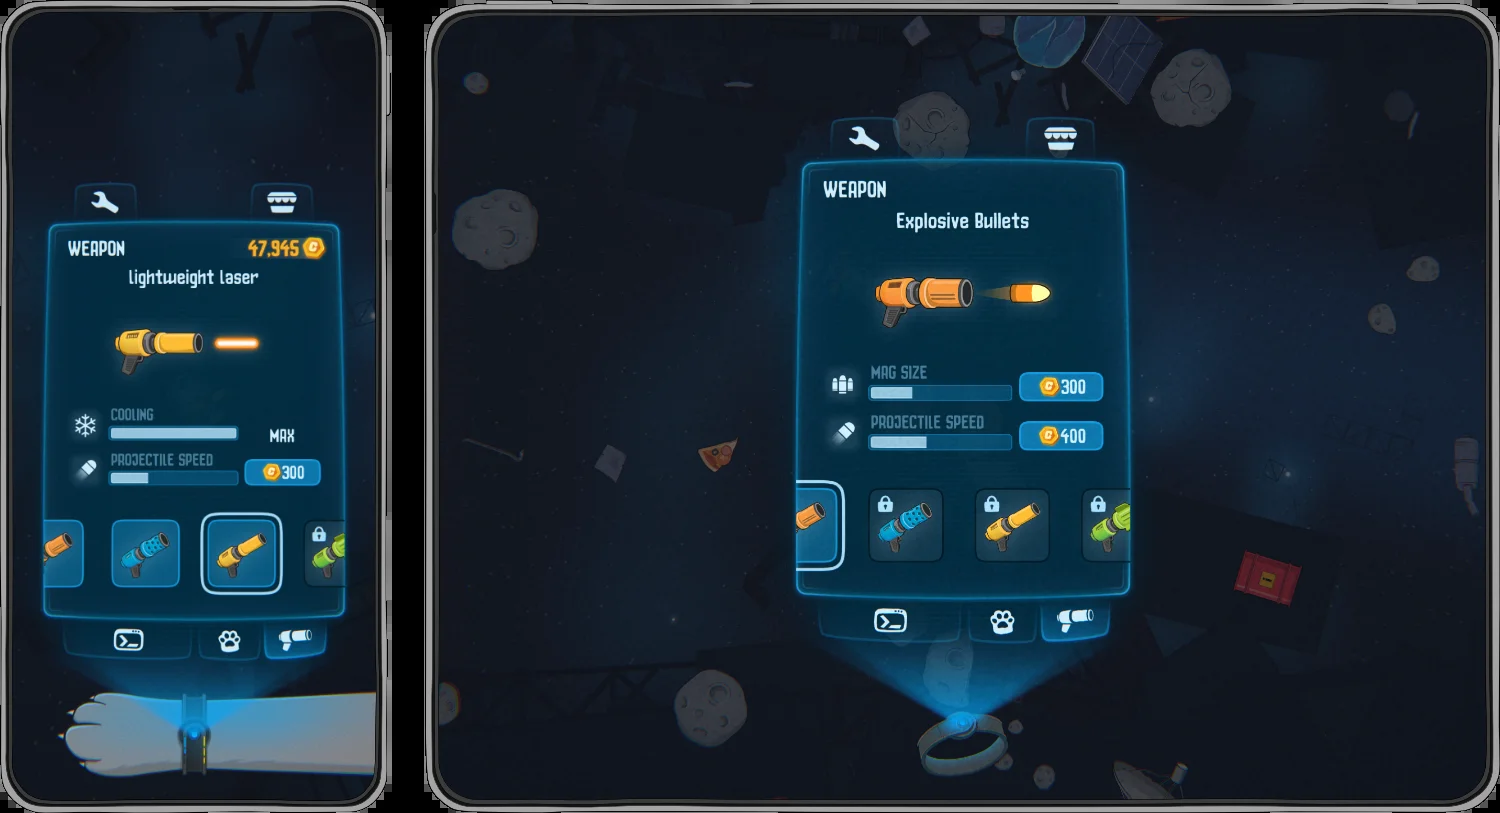 WEAPON
47,945
lightweight laser
COOLING
MAX
PROJECTILE SPEED
300
WEAPON
Explosive Bullets
MAG SIZE
300
PROJECTILE SPEED
400